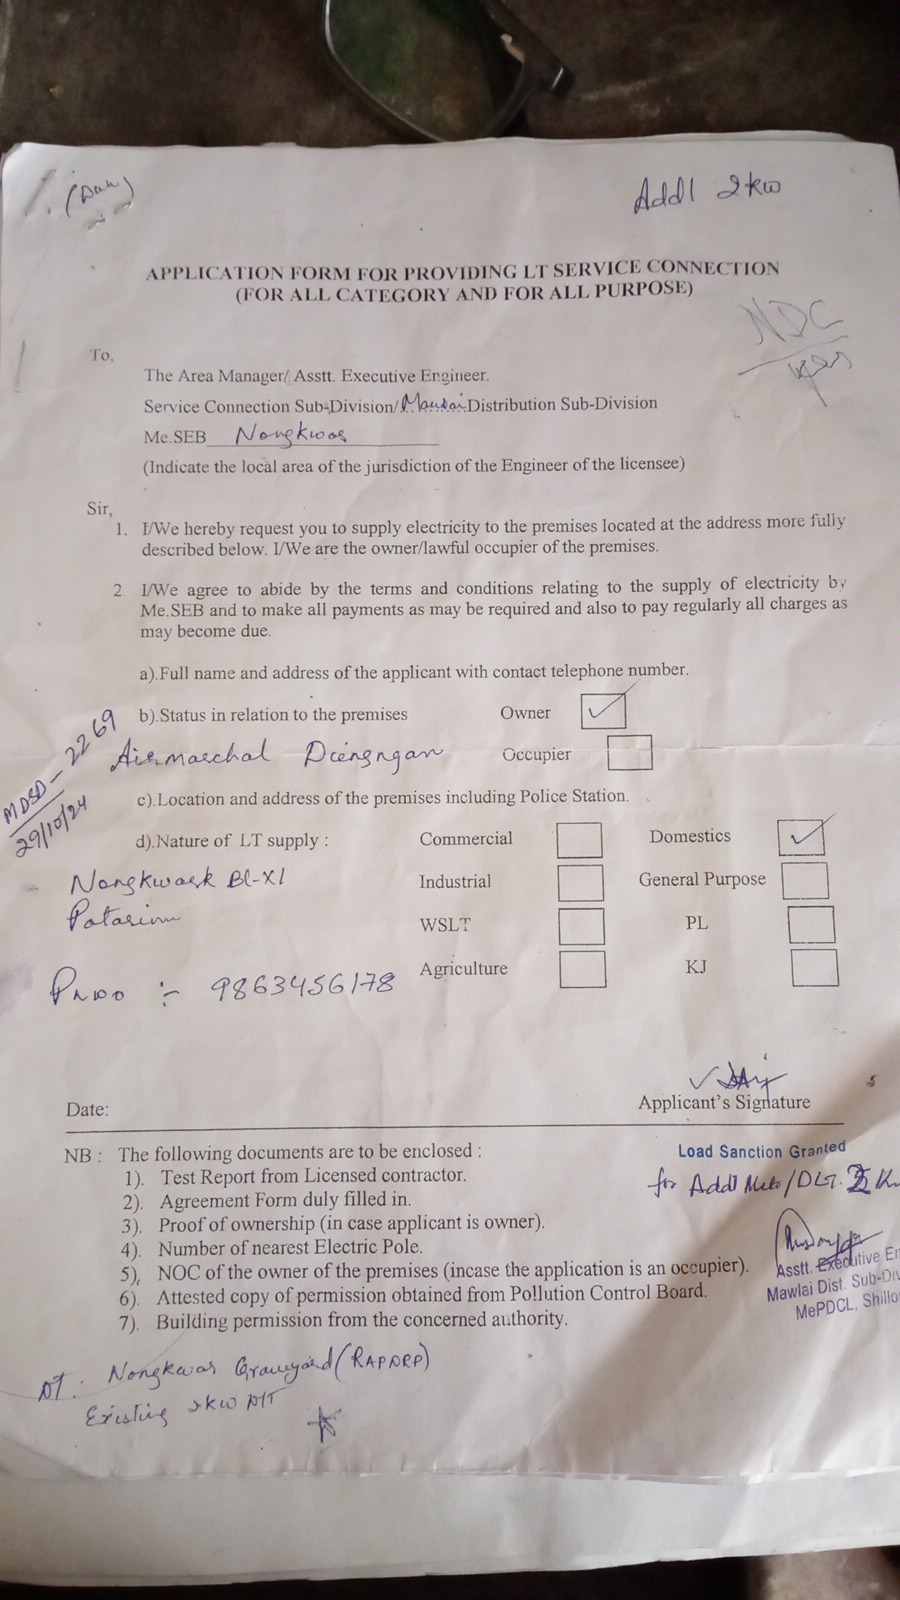 Addl 2kw
APPLICATION FORM FOR PROVIDING LT SERVICE CONNECTION
(FOR ALL CATEGORY AND FOR ALL PURPOSE)
NDC
To,
The Area Manager/ Asstt. Executive Engineer.
Service Connection Sub-Division/ Distribution Sub-Division
Me.SEB Nongkwar
(Indicate the local area of the jurisdiction of the Engineer of the licensee)
Sir,
1. I/We hereby request you to supply electricity to the premises located at the address more fully
described below. I/We are the owner/lawful occupier of the premises.
2. I/We agree to abide by the terms and conditions relating to the supply of electricity by
Me.SEB and to make all payments as may be required and also to pay regularly all charges as
may become due.
a).Full name and address of the applicant with contact telephone number.
b).Status in relation to the premises Owner
MDSD-2269
29/10/24
Airmarchal Diengngan Occupier
c).Location and address of the premises including Police Station.
d).Nature of LT supply : Commercial Domestics
Nongkwark Bl-XI Industrial General Purpose
WSLT PL
:- 9863456178 Agriculture KJ
Date: Applicant's Signature
NB : The following documents are to be enclosed :
1). Test Report from Licensed contractor.
2). Agreement Form duly filled in.
3). Proof of ownership (in case applicant is owner).
4). Number of nearest Electric Pole.
5), NOC of the owner of the premises (incase the application is an occupier).
6). Attested copy of permission obtained from Pollution Control Board.
7). Building permission from the concerned authority.
Load Sanction Granted
for Addl
Asstt. Executive
Mawlai Dist. Sub-Div
MePDCL, Shillo
DT: Nongkwar Graveyard (RAPDRP)
Existing 2kw